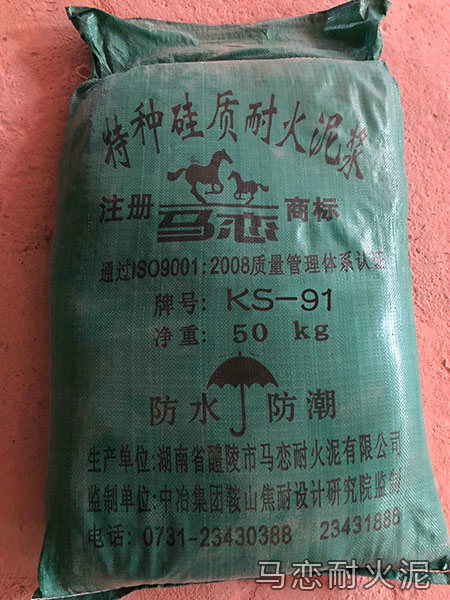 特种硅质耐火泥浆
注册 商标
马恋
通过ISO9001:2008质量管理体系认证
牌号: KS-91
净重: 50 kg
防水 防潮
生产单位:湖南省醴陵市马恋耐火泥有限公司
监制单位:中冶集团鞍山焦耐设计研究院监制
电话: 0731-23430388 23431888
马恋耐火泥